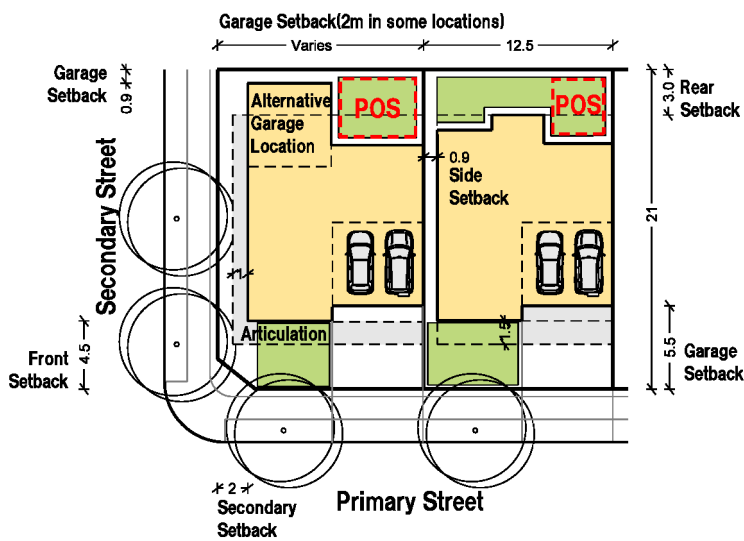 Garage Setback(2m in some locations)
Varies
12.5
Garage
Setback
0.9
Alternative
Garage
Location
POS
POS
3.0
Rear
Setback
Secondary Street
0.9
Side
Setback
21
1
Articulation
1.5
Front
Setback
4.5
5.5
Garage
Setback
2
Secondary
Setback
Primary Street